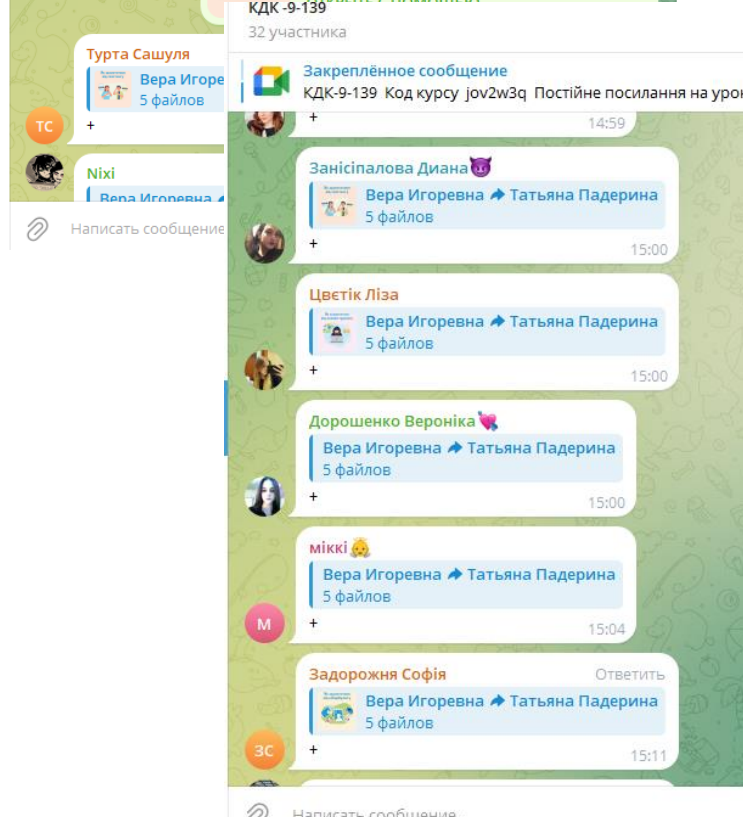 Турта Сашуля
Вера Игоре
5 файлов
ТС
+
Nixi
Вера Игоревна
Написать сообщение
КДК -9-139
32 участника
Закреплённое сообщение
КДК-9-139 Код курсу jov2w3q Постійне посилання на урок
+
14:59
Занісіпалова Диана😈
Вера Игоревна ➦ Татьяна Падерина
5 файлов
+
15:00
Цвєтік Ліза
Вера Игоревна ➦ Татьяна Падерина
5 файлов
+
15:00
Дорошенко Вероніка💘
Вера Игоревна ➦ Татьяна Падерина
5 файлов
+
15:00
міккі👼
Вера Игоревна ➦ Татьяна Падерина
5 файлов
М
+
15:04
Задорожня Софія
Ответить
Вера Игоревна ➦ Татьяна Падерина
5 файлов
ЗС
+
15:11
Написать сообщение